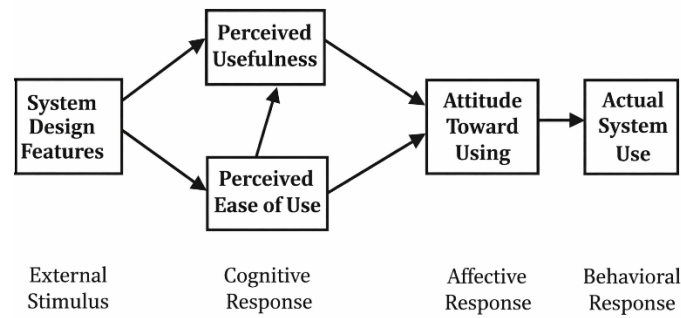 Perceived
Usefulness
System
Design
Features
Attitude
Toward
Using
Actual
System
Use
Perceived
Ease of Use
External
Stimulus
Cognitive
Response
Affective
Response
Behavioral
Response